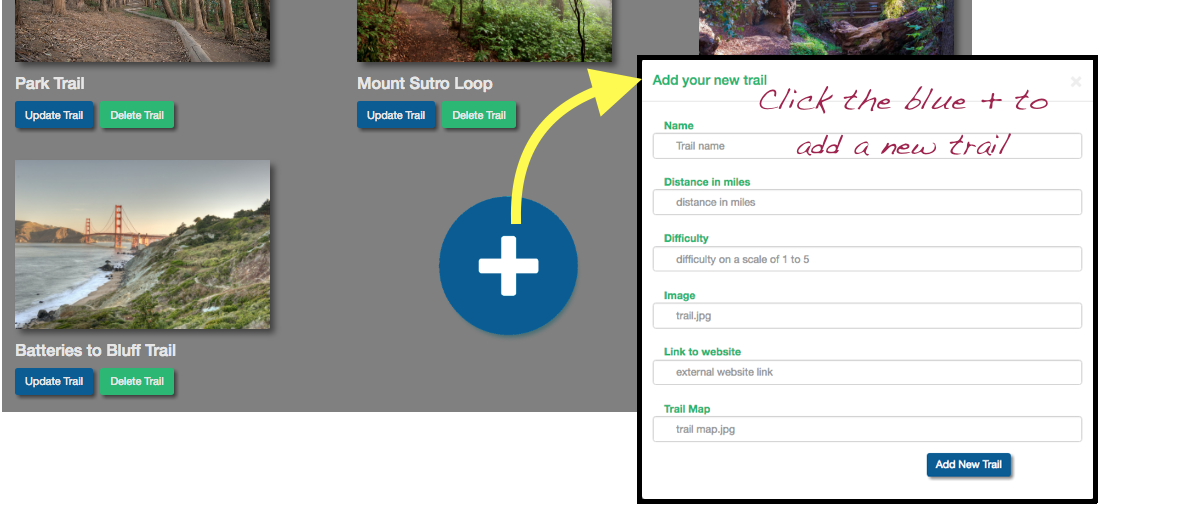 Park Trail
Update Trail Delete Trail
Mount Sutro Loop
Update Trail Delete Trail
Batteries to Bluff Trail
Update Trail Delete Trail
Add your new trail ×
Click the blue + to
add a new trail
Name
Trail name
Distance in miles
distance in miles
Difficulty
difficulty on a scale of 1 to 5
Image
trail.jpg
Link to website
external website link
Trail Map
trail map.jpg
Add New Trail